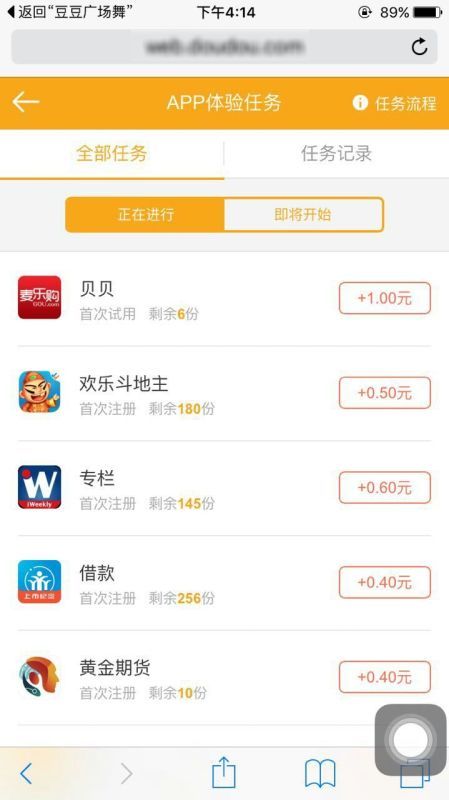 返回“豆豆广场舞” 下午4:14 89%
APP体验任务 任务流程
全部任务 任务记录
正在进行 即将开始
麦乐购
GOU.com
贝贝
首次试用 剩余6份
+1.00元
欢乐斗地主
首次注册 剩余180份
+0.50元
W
iWeekly
专栏
首次注册 剩余145份
+0.60元
借款
首次注册 剩余256份
+0.40元
黄金期货
首次注册 剩余10份
+0.40元